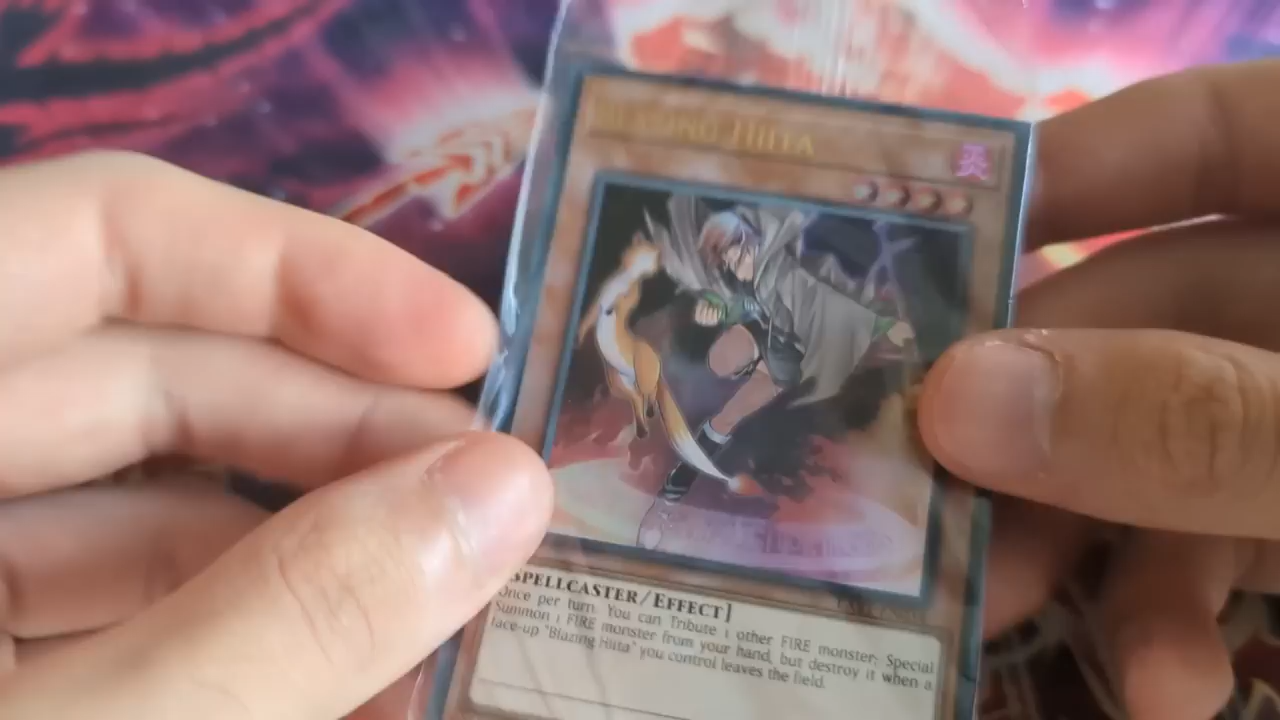 BLAZING HIITA
炎
[SPELLCASTER/EFFECT]
Once per turn: You can Tribute 1 other FIRE monster; Special
Summon 1 FIRE monster from your hand, but destroy it when a
face-up "Blazing Hiita" you control leaves the field.